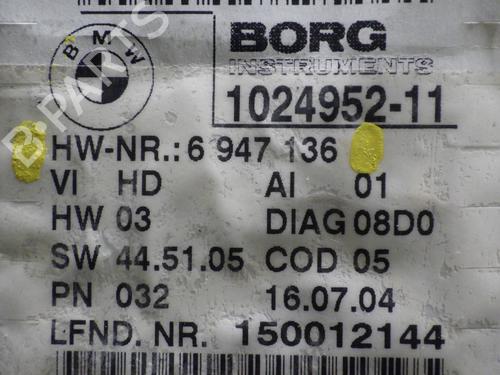 BMW
BORG
INSTRUMENTS
1024952-11
HW-NR.: 6 947 136
VI HD AI 01
HW 03 DIAG 08D0
SW 44.51.05 COD 05
PN 032 16.07.04
LFND. NR. 150012144
B-PARTS